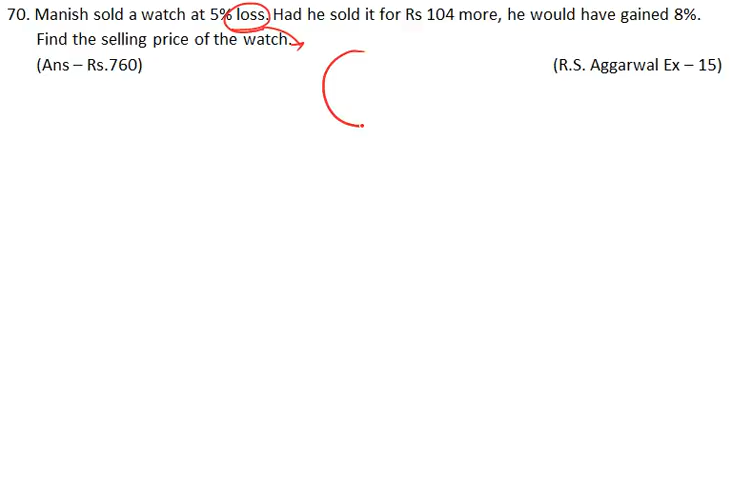 70. Manish sold a watch at 5% loss. Had he sold it for Rs 104 more, he would have gained 8%.
Find the selling price of the watch.
(Ans – Rs.760) (R.S. Aggarwal Ex – 15)